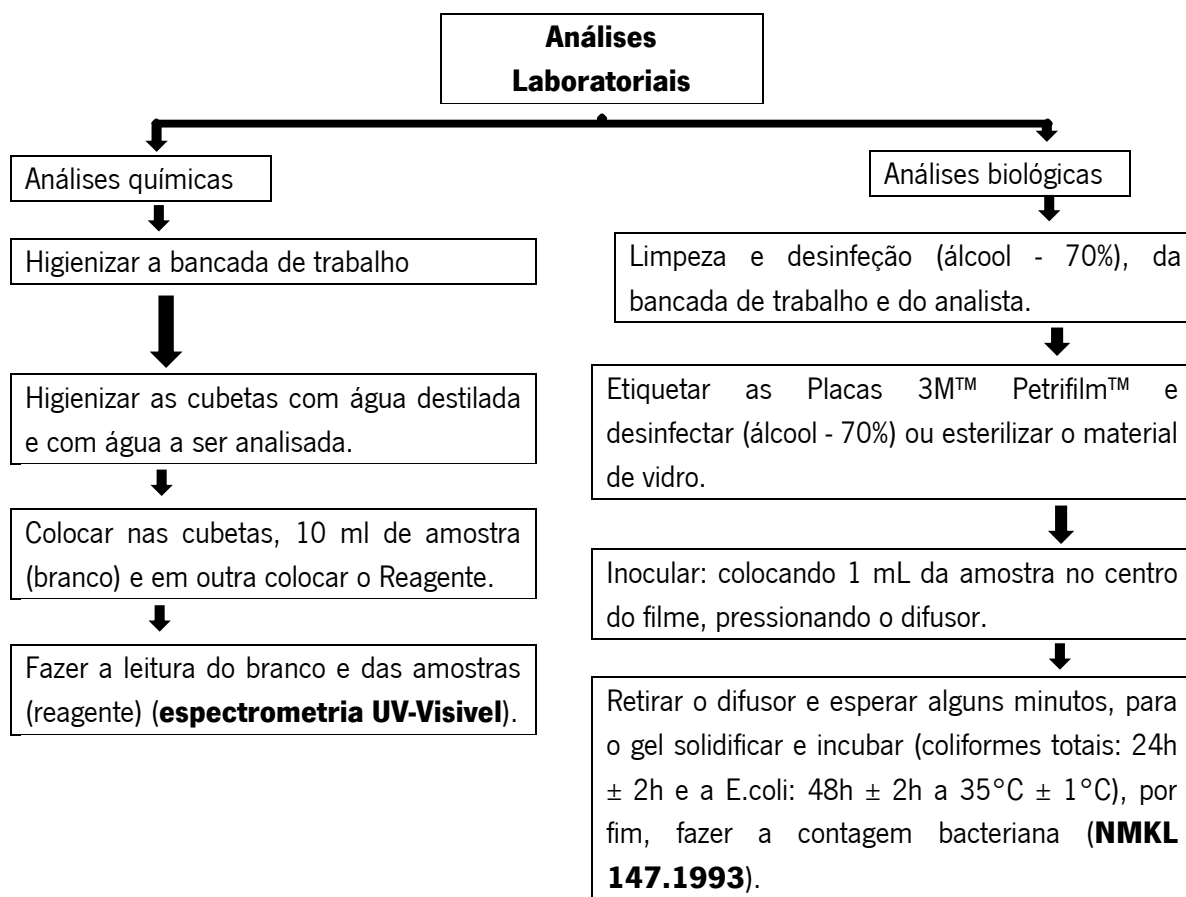 Análises
Laboratoriais
Análises químicas
Higienizar a bancada de trabalho
Higienizar as cubetas com água destilada
e com água a ser analisada.
Colocar nas cubetas, 10 ml de amostra
(branco) e em outra colocar o Reagente.
Fazer a leitura do branco e das amostras
(reagente) (espectrometria UV-Visivel).
Análises biológicas
Limpeza e desinfeção (álcool - 70%), da
bancada de trabalho e do analista.
Etiquetar as Placas 3M™ Petrifilm™ e
desinfectar (álcool - 70%) ou esterilizar o material
de vidro.
Inocular: colocando 1 mL da amostra no centro
do filme, pressionando o difusor.
Retirar o difusor e esperar alguns minutos, para
o gel solidificar e incubar (coliformes totais: 24h
± 2h e a E.coli: 48h ± 2h a 35°C ± 1°C), por
fim, fazer a contagem bacteriana (NMKL
147.1993).